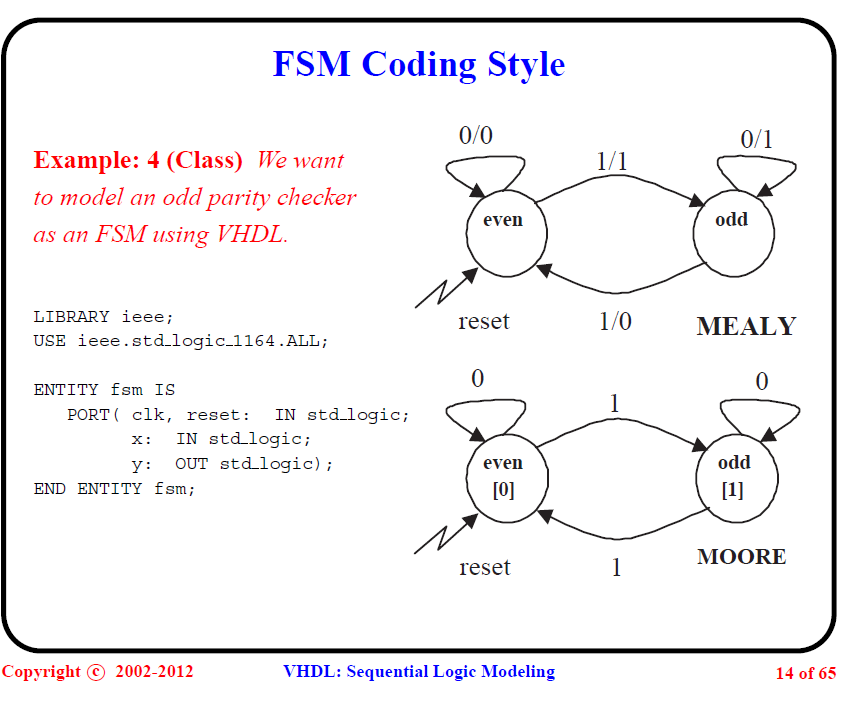 FSM Coding Style
Example: 4 (Class) We want
to model an odd parity checker
as an FSM using VHDL.
LIBRARY ieee;
USE ieee.std_logic_1164.ALL;
ENTITY fsm IS
PORT( clk, reset: IN std_logic;
x: IN std_logic;
y: OUT std_logic);
END ENTITY fsm;
0/0
1/1
0/1
even
odd
reset
1/0
MEALY
0
1
0
even
[0]
odd
[1]
reset
1
MOORE
Copyright © 2002-2012
VHDL: Sequential Logic Modeling
14 of 65